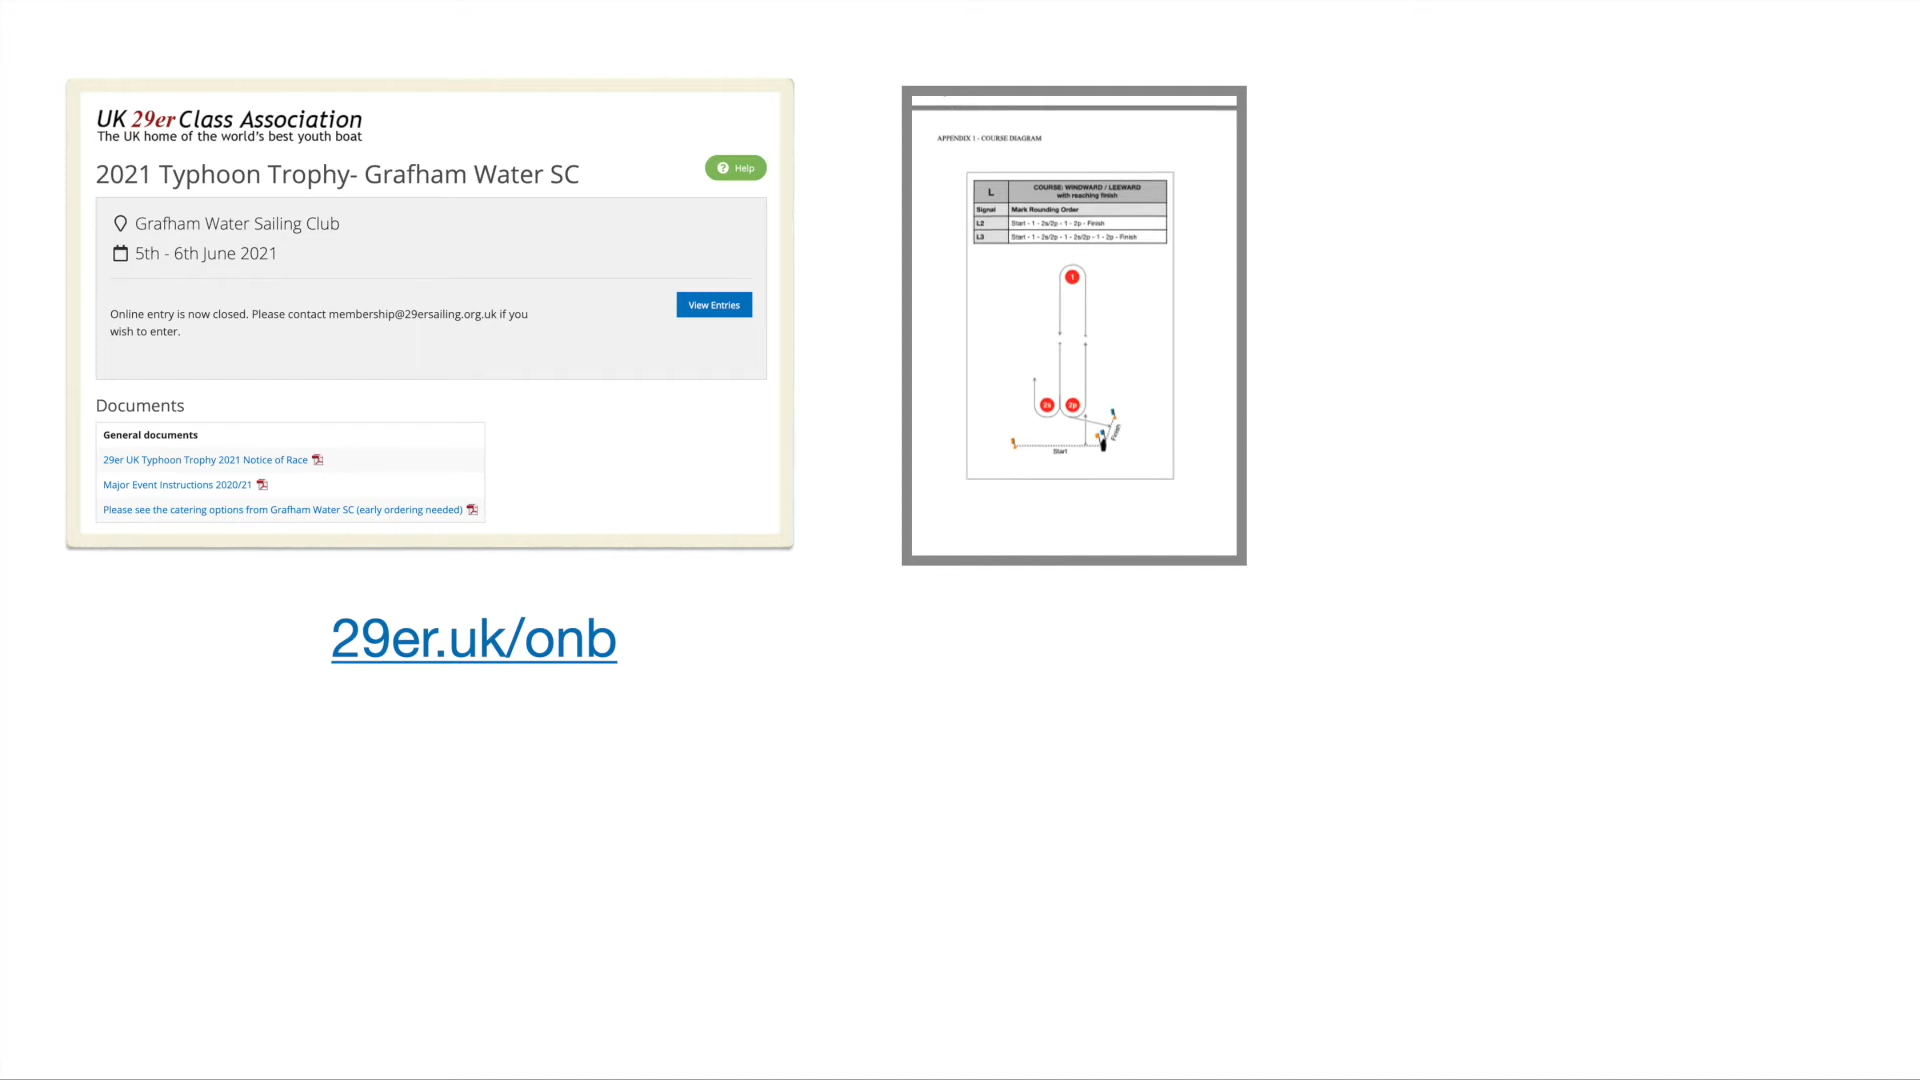 UK 29er Class Association
The UK home of the world's best youth boat
2021 Typhoon Trophy- Grafham Water SC
? Help
Grafham Water Sailing Club
5th - 6th June 2021
Online entry is now closed. Please contact membership@29ersailing.org.uk if you
wish to enter.
View Entries
Documents
General documents
29er UK Typhoon Trophy 2021 Notice of Race
Major Event Instructions 2020/21
Please see the catering options from Grafham Water SC (early ordering needed)
29er.uk/onb
APPENDIX 1 - COURSE DIAGRAM
L
COURSE: WINDWARD / LEEWARD
with reaching finish
Signal Mark Rounding Order
L2 Start - 1 - 2s/2p - 1 - 2p - Finish
L3 Start - 1 - 2s/2p - 1 - 2s/2p - 1 - 2p - Finish
1
2s 2p
Finish
Start